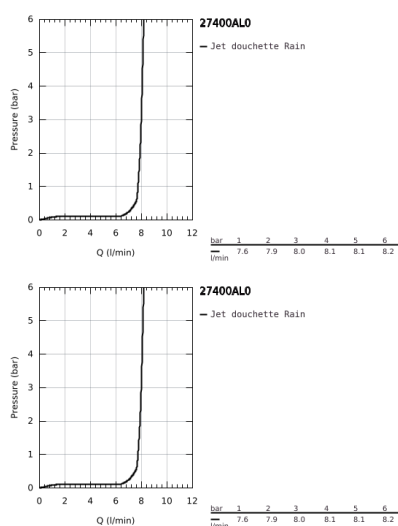 27400AL0
Jet douchette Rain
6
5
4
3
2
1
0
Pressure (bar)
0 2 4 6 8 10 12
Q (l/min)
bar 1 2 3 4 5 6
7.6 7.9 8.0 8.1 8.1 8.2
l/min
27400AL0
Jet douchette Rain
6
5
4
3
2
1
0
Pressure (bar)
0 2 4 6 8 10 12
Q (l/min)
bar 1 2 3 4 5 6
7.6 7.9 8.0 8.1 8.1 8.2
l/min